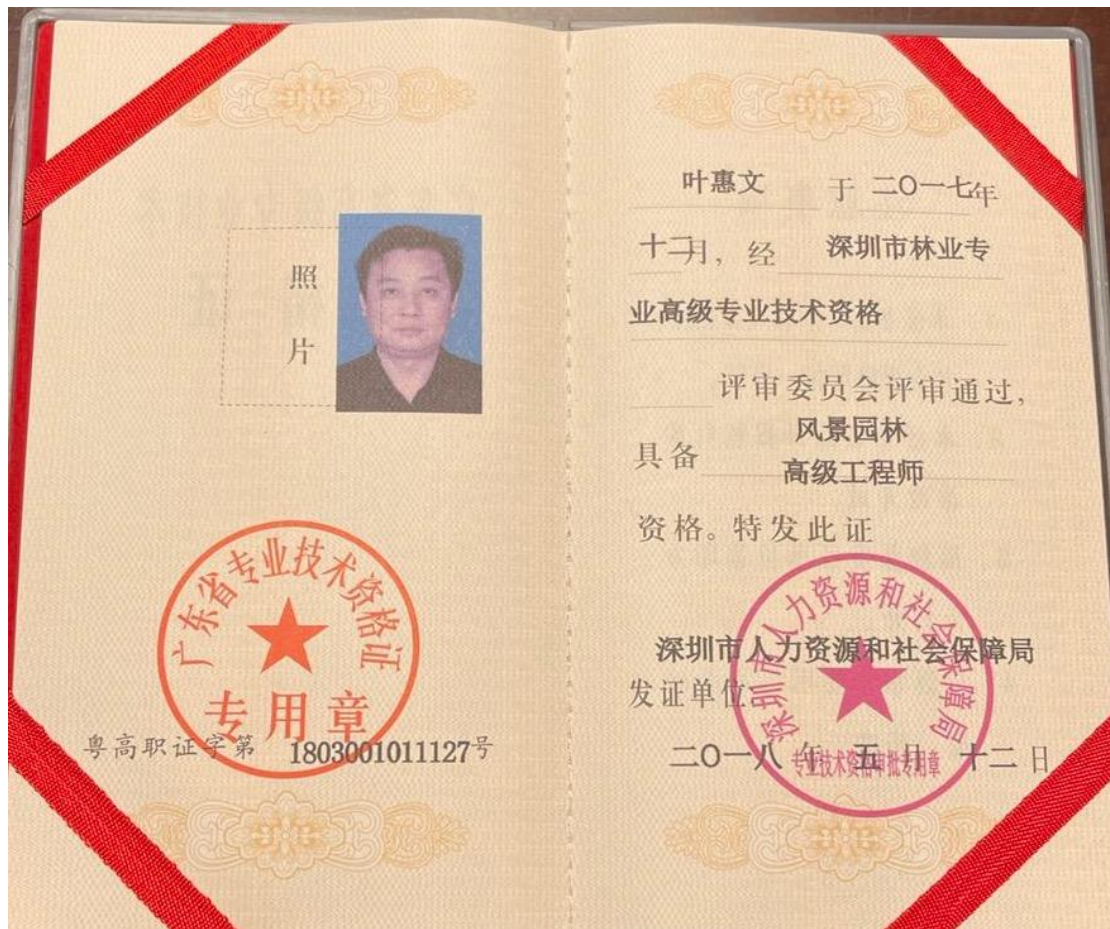 照
片
广东省专业技术资格证
专用章
粤高职证字第 1803001011127号
叶惠文 于 二〇一七年
十二月，经 深圳市林业专
业高级专业技术资格
评审委员会评审通过，
风景园林
具备
高级工程师
资格。特发此证
深圳市人力资源和社会保障局
深圳市人力资源和社会保障局
发证单位：
二〇一八 年 五 月 十二 日
专业技术资格审批专用章